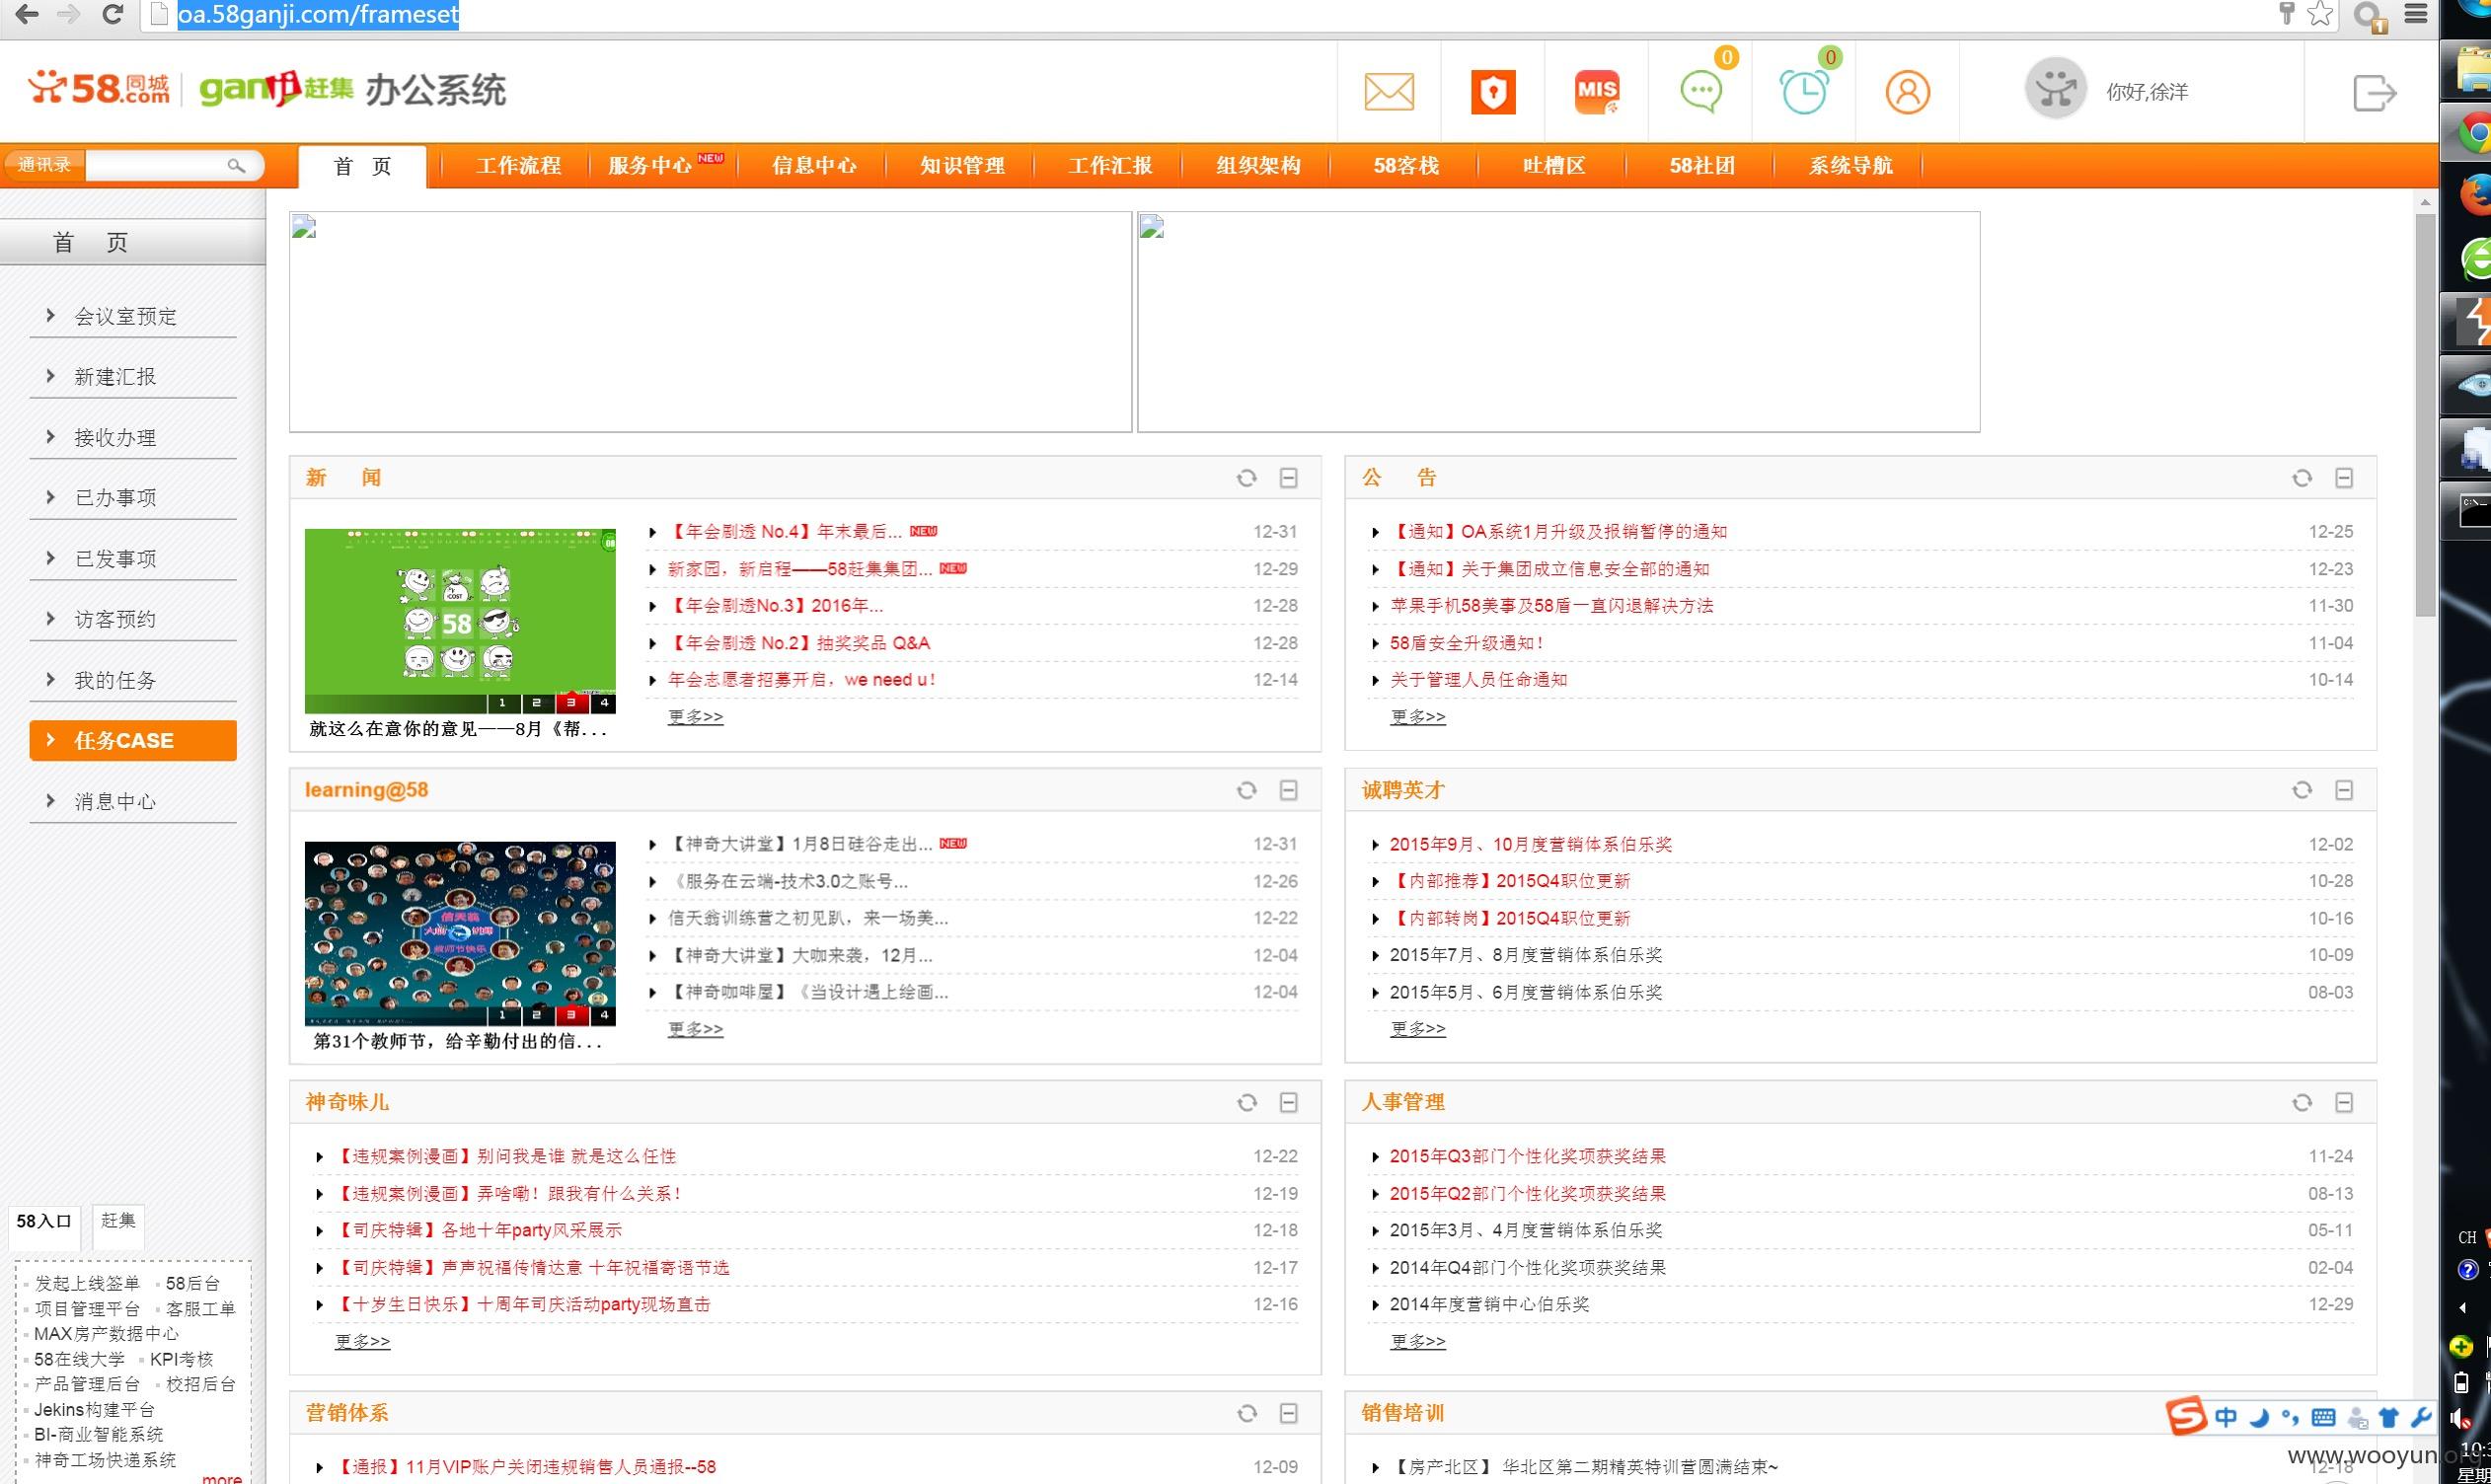 oa.58ganji.com/frameset
58同城.com ganji赶集 办公系统
MIS
0
0
你好,徐洋
通讯录
首 页
工作流程
服务中心 NEW
信息中心
知识管理
工作汇报
组织架构
58客栈
吐槽区
58社团
系统导航
首 页
会议室预定
新建汇报
接收办理
已办事项
已发事项
访客预约
我的任务
任务CASE
消息中心
58入口 赶集
发起上线签单 58后台
项目管理平台 客服工单
MAX房产数据中心
58在线大学 KPI考核
产品管理后台 校招后台
Jekins构建平台
BI-商业智能系统
神奇工场快递系统
more
新 闻
58
1 2 3 4
就这么在意你的意见——8月《帮...
【年会剧透 No.4】年末最后... NEW 12-31
新家园，新启程——58赶集集团... NEW 12-29
【年会剧透No.3】2016年... 12-28
【年会剧透 No.2】抽奖奖品 Q&A 12-28
年会志愿者招募开启，we need u！ 12-14
更多>>
公 告
【通知】OA系统1月升级及报销暂停的通知 12-25
【通知】关于集团成立信息安全部的通知 12-23
苹果手机58美事及58盾一直闪退解决方法 11-30
58盾安全升级通知！ 11-04
关于管理人员任命通知 10-14
更多>>
learning@58
信天翁
教师节快乐
1 2 3 4
第31个教师节，给辛勤付出的信...
【神奇大讲堂】1月8日硅谷走出... NEW 12-31
《服务在云端-技术3.0之账号... 12-26
信天翁训练营之初见趴，来一场美... 12-22
【神奇大讲堂】大咖来袭，12月... 12-04
【神奇咖啡屋】《当设计遇上绘画... 12-04
更多>>
诚聘英才
2015年9月、10月度营销体系伯乐奖 12-02
【内部推荐】2015Q4职位更新 10-28
【内部转岗】2015Q4职位更新 10-16
2015年7月、8月度营销体系伯乐奖 10-09
2015年5月、6月度营销体系伯乐奖 08-03
更多>>
神奇味儿
【违规案例漫画】别问我是谁 就是这么任性 12-22
【违规案例漫画】弄啥嘞！跟我有什么关系！ 12-19
【司庆特辑】各地十年party风采展示 12-18
【司庆特辑】声声祝福传情达意 十年祝福寄语节选 12-17
【十岁生日快乐】十周年司庆活动party现场直击 12-16
更多>>
人事管理
2015年Q3部门个性化奖项获奖结果 11-24
2015年Q2部门个性化奖项获奖结果 08-13
2015年3月、4月度营销体系伯乐奖 05-11
2014年Q4部门个性化奖项获奖结果 02-04
2014年度营销中心伯乐奖 12-29
更多>>
营销体系
【通报】11月VIP账户关闭违规销售人员通报--58 12-09
销售培训
【房产北区】 华北区第二期精英特训营圆满结束~ 12-18
CH
中
www.wooyun.org